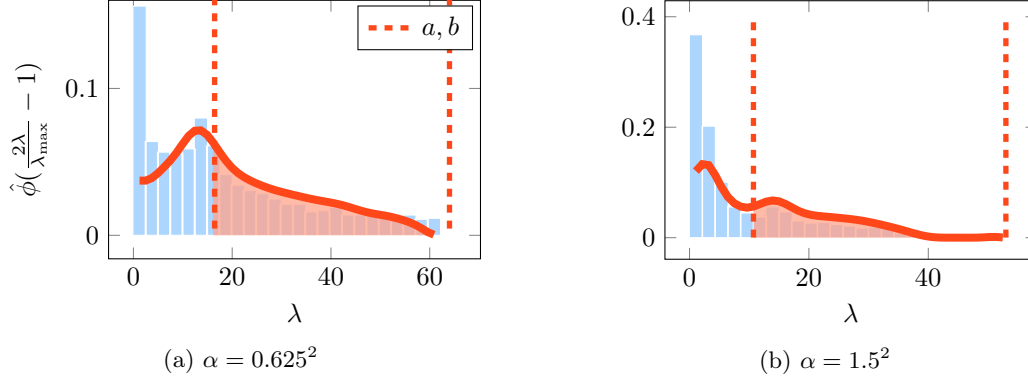 0.1
0
0 20 40 60
λ
φ̂(2λ/λmax − 1)
a, b
(a) α = 0.625²
0.4
0.2
0
0 20 40
λ
(b) α = 1.5²